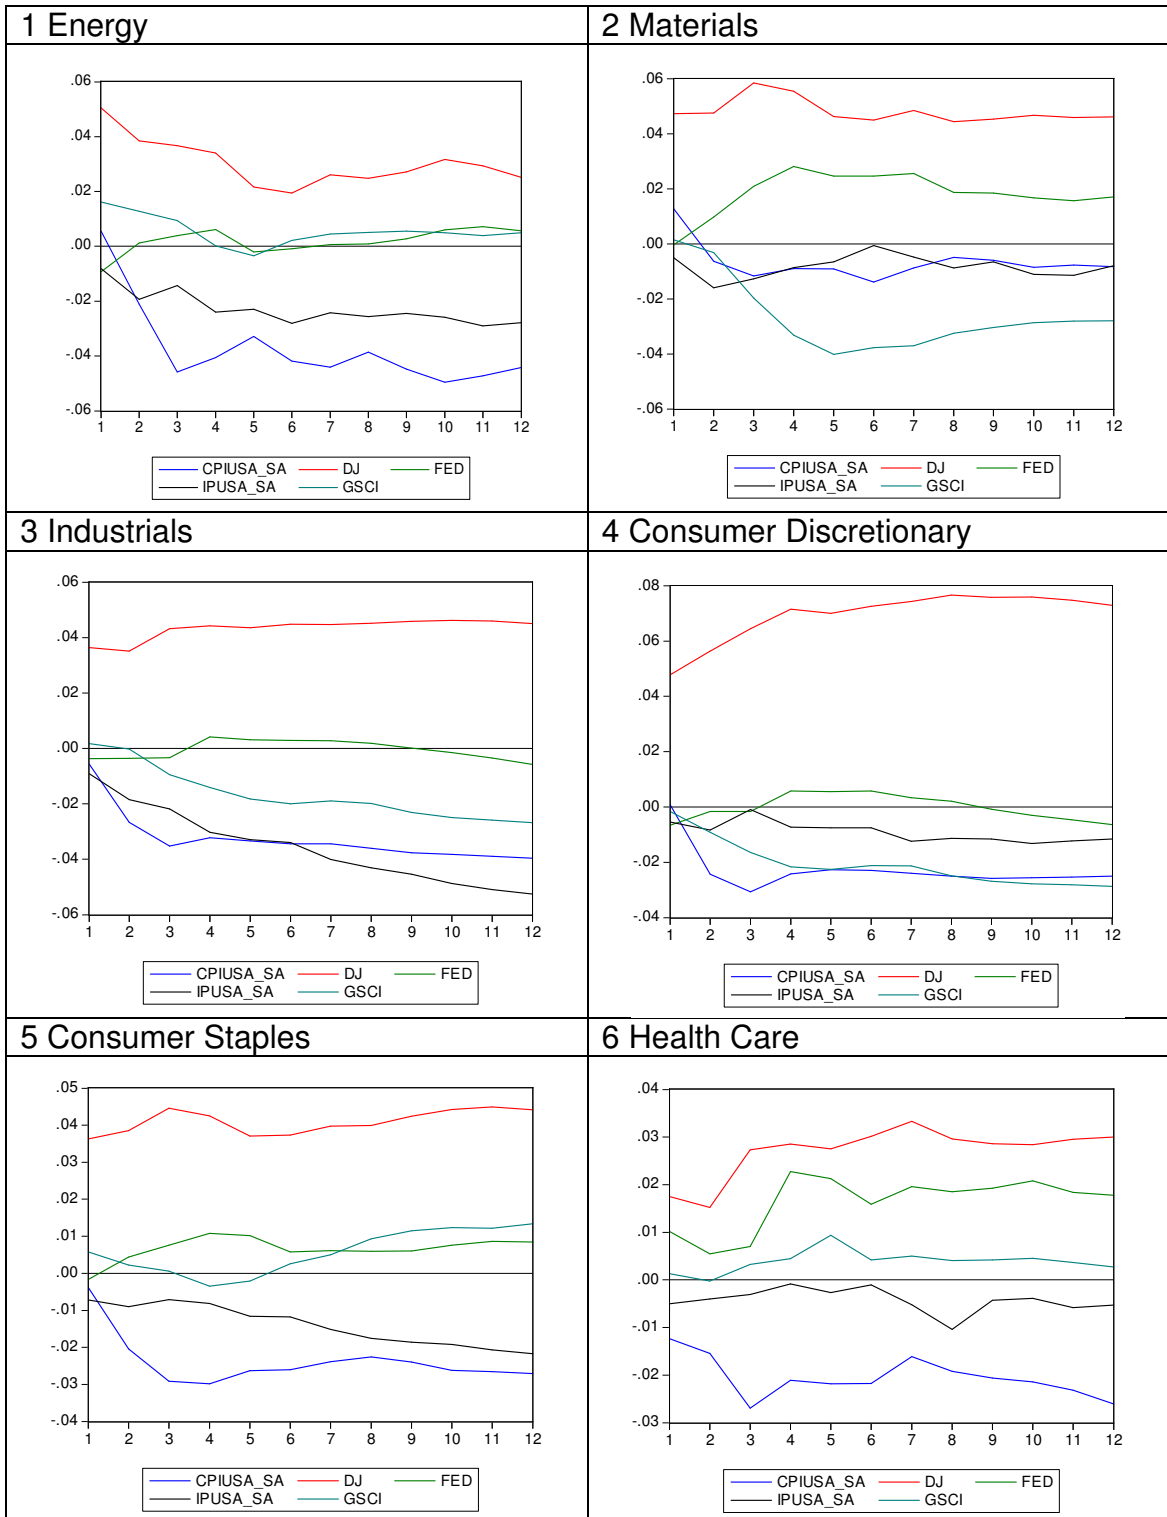 1 Energy
.06
.04
.02
.00
-.02
-.04
-.06
1 2 3 4 5 6 7 8 9 10 11 12
CPIUSA_SA DJ FED
IPUSA_SA GSCI
2 Materials
.06
.04
.02
.00
-.02
-.04
-.06
1 2 3 4 5 6 7 8 9 10 11 12
CPIUSA_SA DJ FED
IPUSA_SA GSCI
3 Industrials
.06
.04
.02
.00
-.02
-.04
-.06
1 2 3 4 5 6 7 8 9 10 11 12
CPIUSA_SA DJ FED
IPUSA_SA GSCI
4 Consumer Discretionary
.08
.06
.04
.02
.00
-.02
-.04
1 2 3 4 5 6 7 8 9 10 11 12
CPIUSA_SA DJ FED
IPUSA_SA GSCI
5 Consumer Staples
.05
.04
.03
.02
.01
.00
-.01
-.02
-.03
-.04
1 2 3 4 5 6 7 8 9 10 11 12
CPIUSA_SA DJ FED
IPUSA_SA GSCI
6 Health Care
.04
.03
.02
.01
.00
-.01
-.02
-.03
1 2 3 4 5 6 7 8 9 10 11 12
CPIUSA_SA DJ FED
IPUSA_SA GSCI